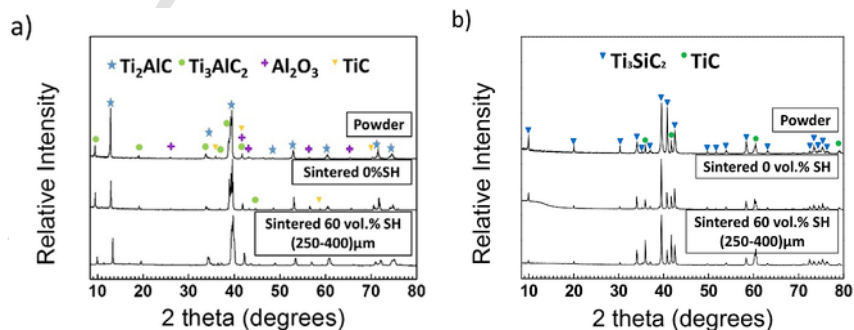 a)
Ti₂AlC Ti₃AlC₂ Al₂O₃ TiC
Powder
Sintered 0%SH
Sintered 60 vol.% SH
(250-400)μm
Relative Intensity
10 20 30 40 50 60 70 80
2 theta (degrees)
b)
Ti₃SiC₂ TiC
Powder
Sintered 0 vol.% SH
Sintered 60 vol.% SH
(250-400)μm
Relative Intensity
10 20 30 40 50 60 70 80
2 theta (degrees)